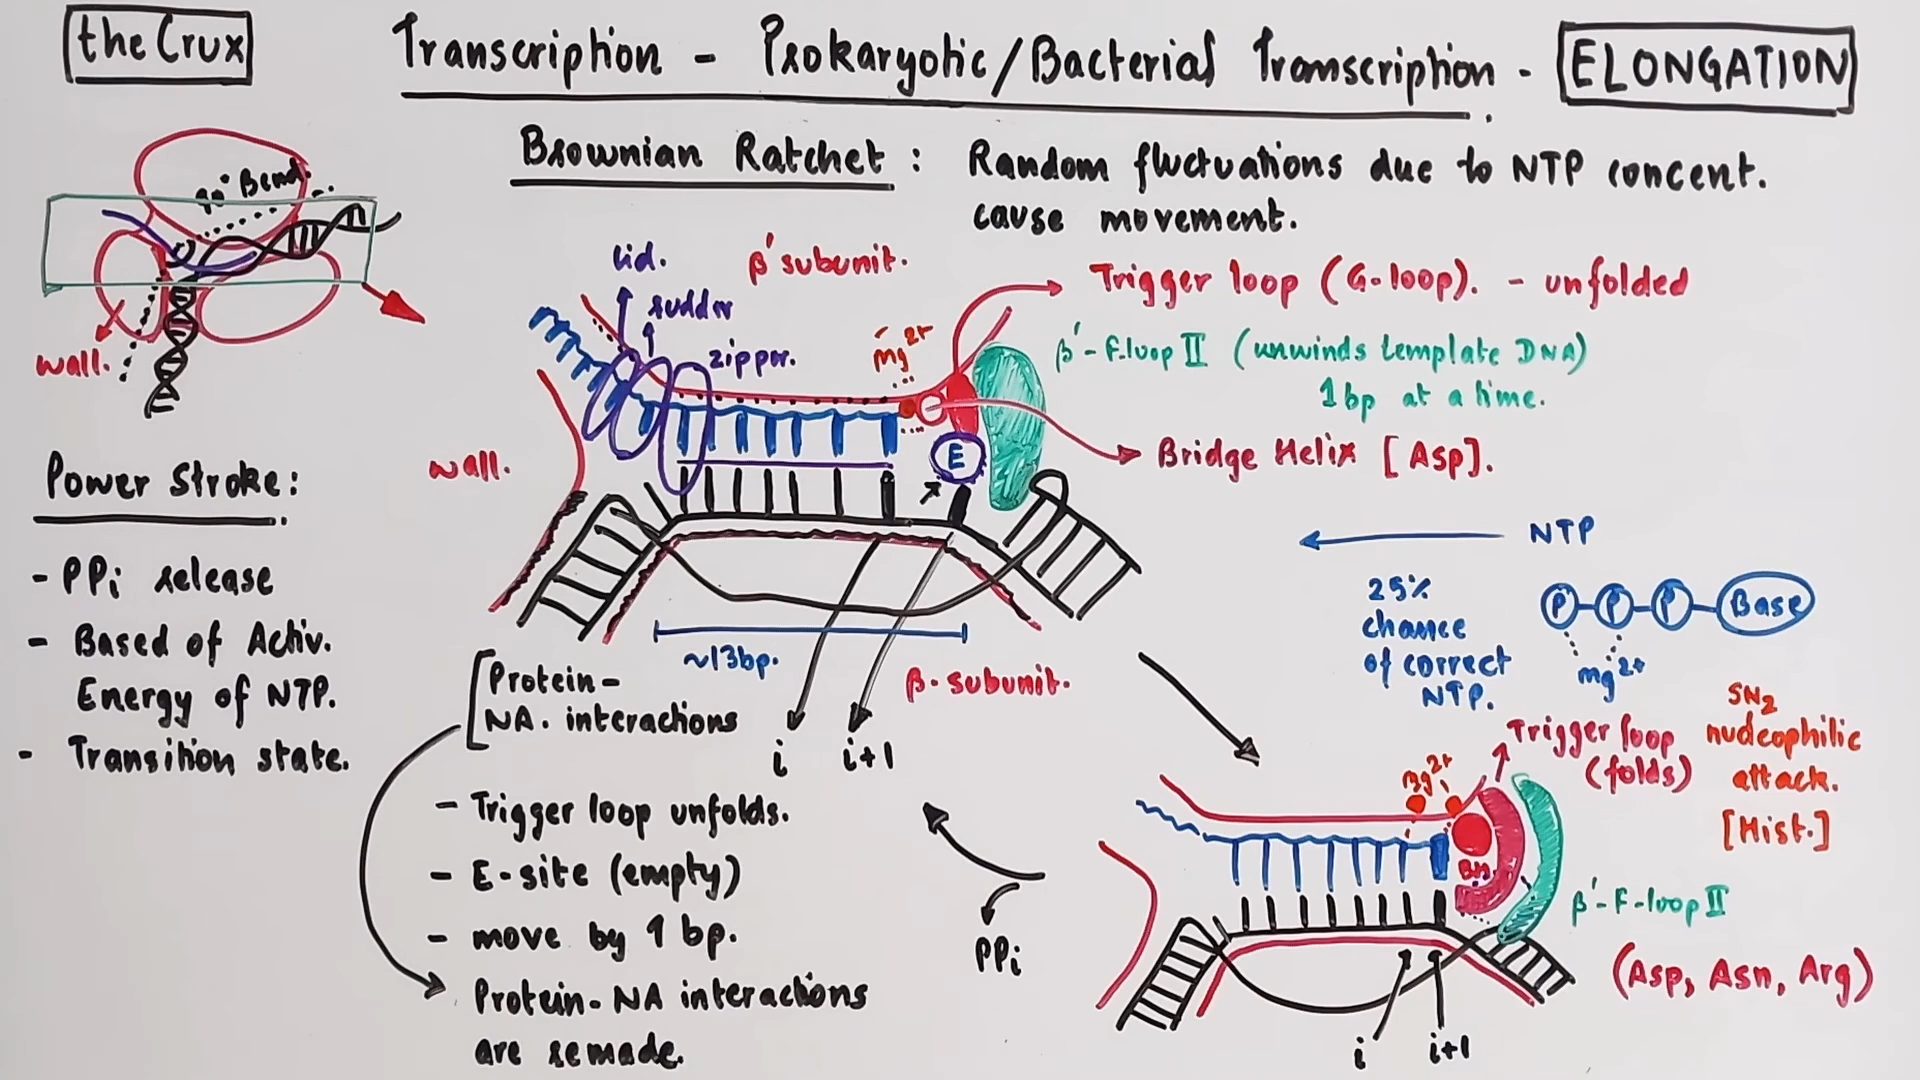 the Crux
Transcription - Prokaryotic/Bacterial Transcription - ELONGATION
Brownian Ratchet : Random fluctuations due to NTP concent.
cause movement.
90° Bend.
wall.
lid.
rudder
zipper.
β' subunit.
mg2+
Trigger loop (G-loop). - unfolded
β'- F-loop II (unwinds template DNA)
1bp at a time.
Bridge Helix [Asp].
E
wall.
Power Stroke:
- PPi release
- Based of Activ.
Energy of NTP.
- Transition state.
~13bp.
β-subunit.
i
i+1
[Protein-
NA. interactions
- Trigger loop unfolds.
- E-site (empty)
- move by 1 bp.
Protein-NA interactions
are remade.
NTP
25%
chance
of correct
NTP.
P-P-P-Base
mg2+
SN2
nucleophilic
attack.
[Hist.]
Trigger loop
(folds)
Mg2+
BH
β'-F-loop II
(Asp, Asn, Arg)
PPi
i
i+1